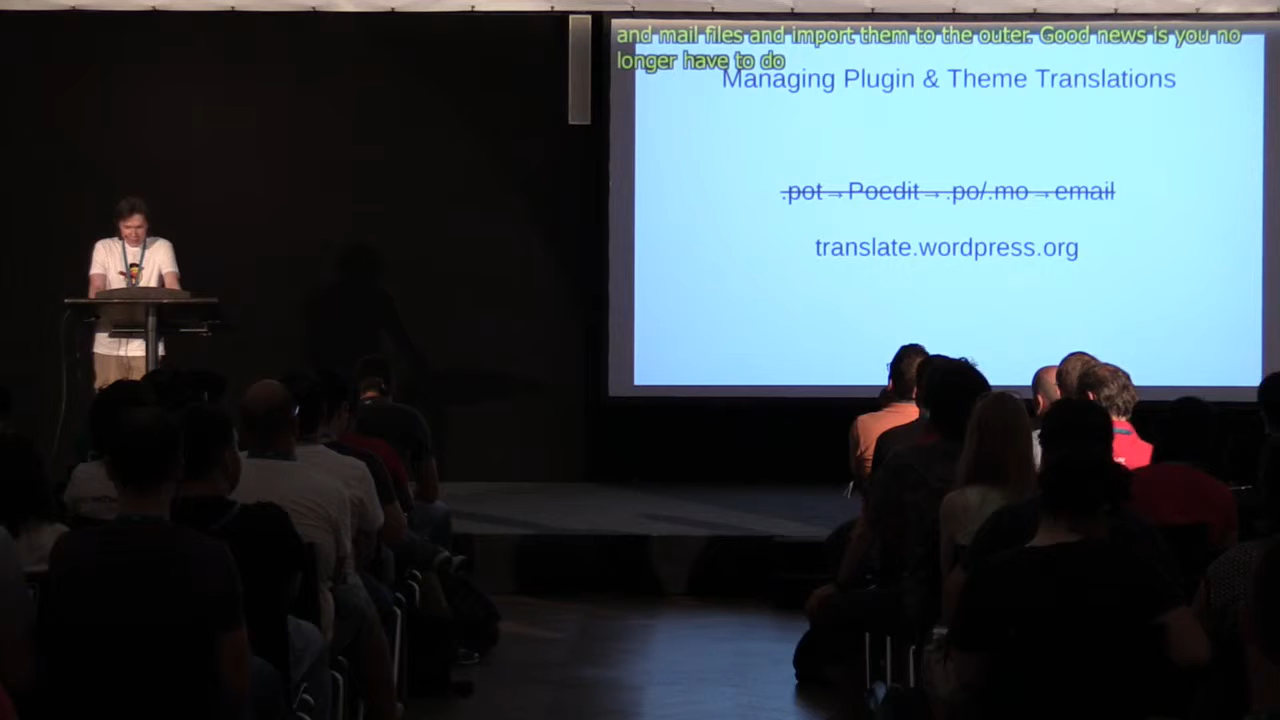 and mail files and import them to the outer. Good news is you no
longer have to do
Managing Plugin & Theme Translations
.pot→Poedit→.po/.mo→email
translate.wordpress.org